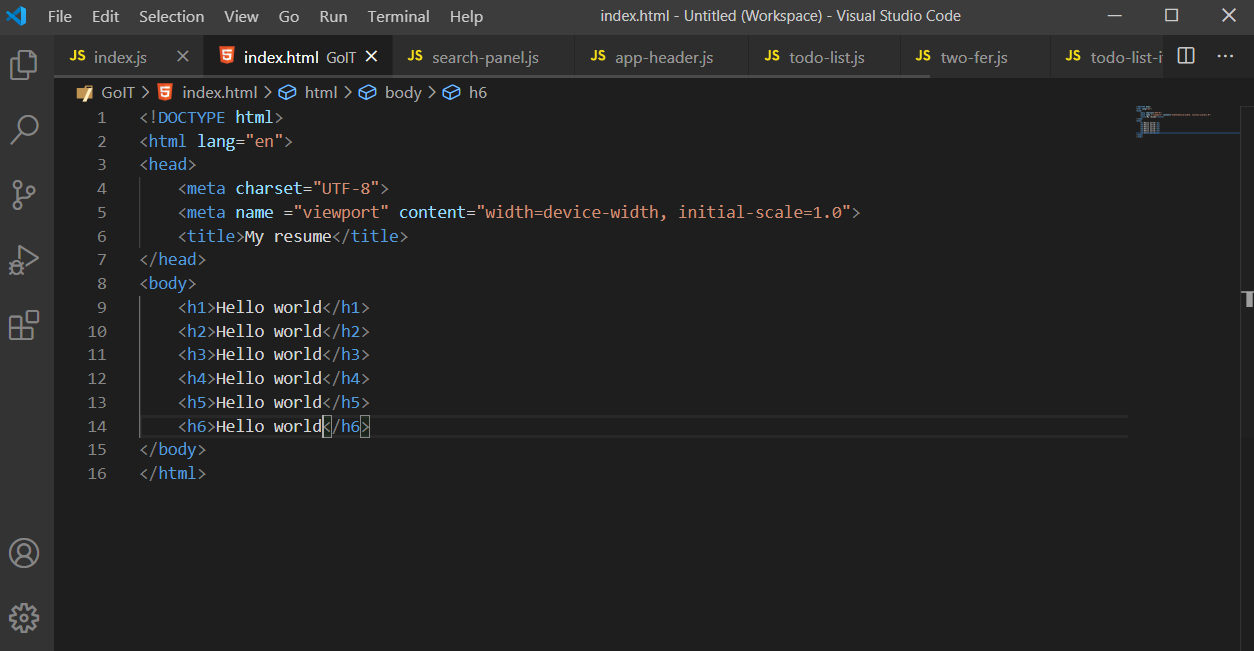 File Edit Selection View Go Run Terminal Help index.html - Untitled (Workspace) - Visual Studio Code
JS index.js index.html GoIT JS search-panel.js JS app-header.js JS todo-list.js JS two-fer.js JS todo-list-i
GoIT > index.html > html > body > h6
1 <!DOCTYPE html>
2 <html lang="en">
3 <head>
4 <meta charset="UTF-8">
5 <meta name ="viewport" content="width=device-width, initial-scale=1.0">
6 <title>My resume</title>
7 </head>
8 <body>
9 <h1>Hello world</h1>
10 <h2>Hello world</h2>
11 <h3>Hello world</h3>
12 <h4>Hello world</h4>
13 <h5>Hello world</h5>
14 <h6>Hello world</h6>
15 </body>
16 </html>